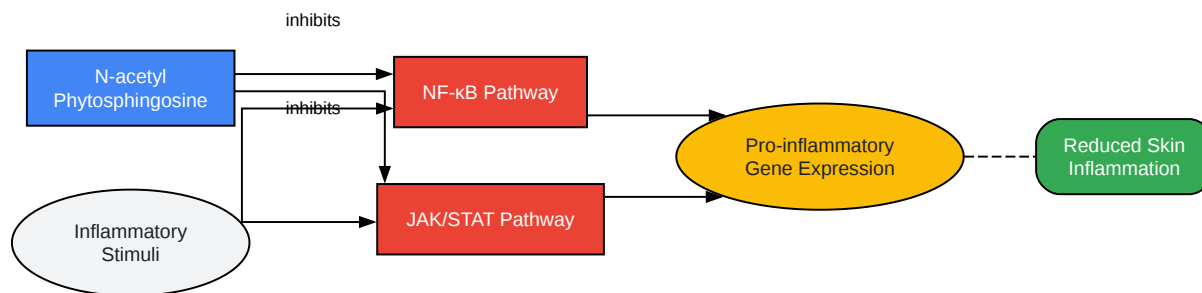 inhibits
N-acetyl
Phytosphingosine
NF-κB Pathway
inhibits
Pro-inflammatory
Gene Expression
Reduced Skin
Inflammation
JAK/STAT Pathway
Inflammatory
Stimuli